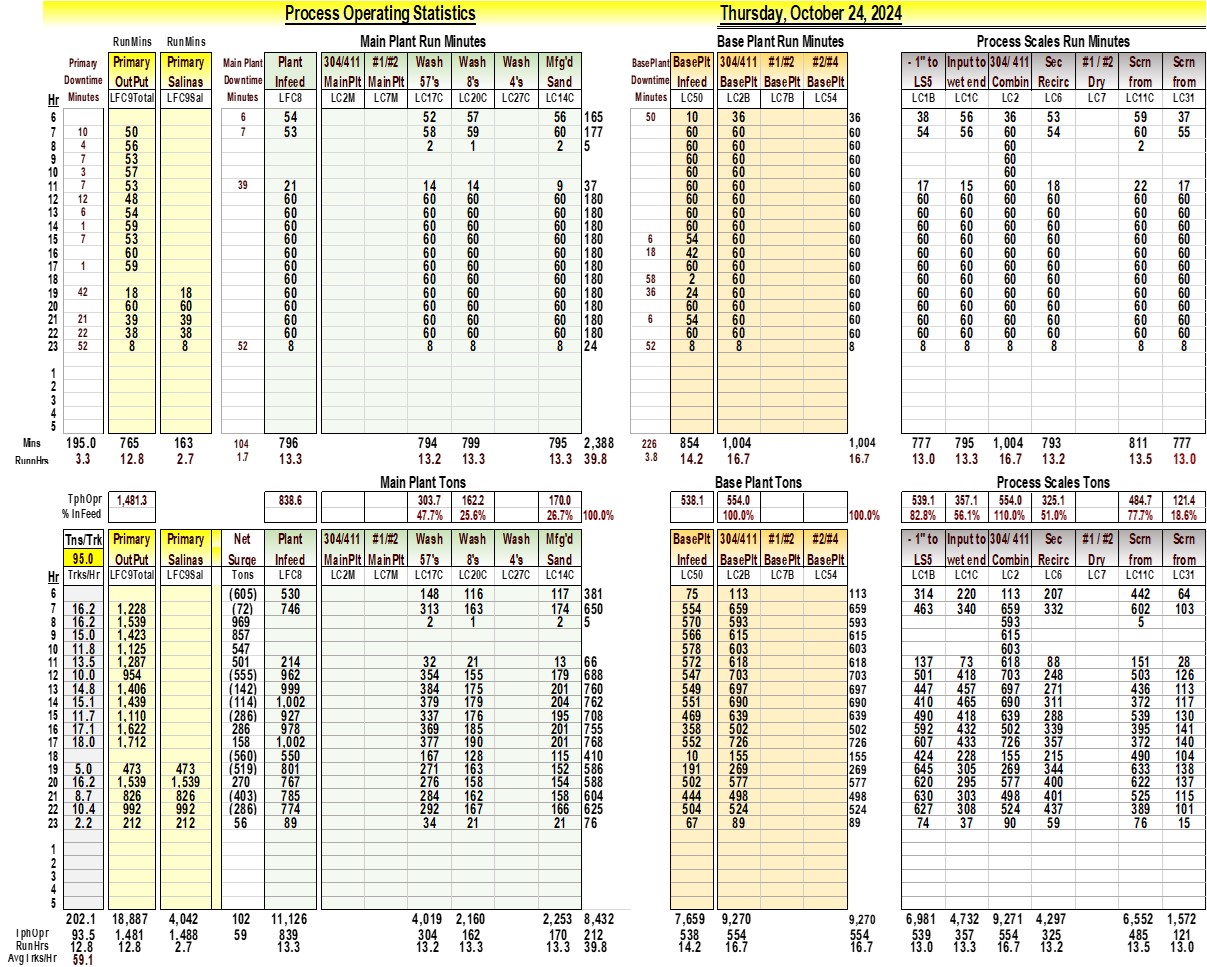 Process Operating Statistics Thursday, October 24, 2024
RunMins RunMins Main Plant Run Minutes Base Plant Run Minutes Process Scales Run Minutes
Primary Primary Primary Main Plant Plant 304/411 #1/#2 Wash Wash Wash Mfg'd BasePlant BasePlt 304/411 #1/#2 #2/#4 - 1" to Input to 304/ 411 Sec #1 / #2 Scrn Scrn
Downtime OutPut Salinas Downtime Infeed MainPlt MainPlt 57's 8's 4's Sand Downtime Infeed BasePlt BasePlt BasePlt LS5 wet end Combin Recirc Dry from from
Hr Minutes LFC9Total LFC9Sal Minutes LFC8 LC2M LC7M LC17C LC20C LC27C LC14C Minutes LC50 LC2B LC7B LC54 LC1B LC1C LC2 LC6 LC7 LC11C LC31
6 6 54 52 57 56 165 50 10 36 36 38 56 36 53 59 37
7 10 50 7 53 58 59 60 177 60 60 60 54 56 60 54 60 55
8 4 56 2 1 2 5 60 60 60 60 2
9 7 53 60 60 60 60
10 3 57 60 60 60 60
11 7 53 39 21 14 14 9 37 60 60 60 17 15 60 18 22 17
12 12 48 60 60 60 60 180 60 60 60 60 60 60 60 60 60
13 6 54 60 60 60 60 180 60 60 60 60 60 60 60 60 60
14 1 59 60 60 60 60 180 60 60 60 60 60 60 60 60 60
15 7 53 60 60 60 60 180 6 54 60 60 60 60 60 60 60 60
16 60 60 60 60 60 180 18 42 60 60 60 60 60 60 60 60
17 1 59 60 60 60 60 180 60 60 60 60 60 60 60 60 60
18 60 60 60 60 180 58 2 60 60 60 60 60 60 60 60
19 42 18 18 60 60 60 60 180 36 24 60 60 60 60 60 60 60 60
20 60 60 60 60 60 60 180 60 60 60 60 60 60 60 60 60
21 21 39 39 60 60 60 60 180 6 54 60 60 60 60 60 60 60 60
22 22 38 38 60 60 60 60 180 60 60 60 60 60 60 60 60 60
23 52 8 8 52 8 8 8 8 24 52 8 8 8 8 8 8 8 8 8
1
2
3
4
5
Mins 195.0 765 163 104 796 794 799 795 2,388 226 854 1,004 1,004 777 795 1,004 793 811 777
RunnHrs 3.3 12.8 2.7 1.7 13.3 13.2 13.3 13.3 39.8 3.8 14.2 16.7 16.7 13.0 13.3 16.7 13.2 13.5 13.0
Main Plant Tons Base Plant Tons Process Scales Tons
TphOpr 1,481.3 838.6 303.7 162.2 170.0 538.1 554.0 539.1 357.1 554.0 325.1 484.7 121.4
% InFeed 47.7% 25.6% 26.7% 100.0% 100.0% 100.0% 82.8% 56.1% 110.0% 51.0% 77.7% 18.6%
Tns/Trk Primary Primary Net Plant 304/411 #1/#2 Wash Wash Wash Mfg'd BasePlt 304/411 #1/#2 #2/#4 - 1" to Input to 304/ 411 Sec #1 / #2 Scrn Scrn
95.0 OutPut Salinas Surge Infeed MainPlt MainPlt 57's 8's 4's Sand Infeed BasePlt BasePlt BasePlt LS5 wet end Combin Recirc Dry from from
Hr Trks/Hr LFC9Total LFC9Sal Tons LFC8 LC2M LC7M LC17C LC20C LC27C LC14C LC50 LC2B LC7B LC54 LC1B LC1C LC2 LC6 LC7 LC11C LC31
6 (605) 530 148 116 117 381 75 113 113 314 220 113 207 442 64
7 16.2 1,228 (72) 746 313 163 174 650 554 659 659 463 340 659 332 602 103
8 16.2 1,539 969 2 1 2 5 570 593 593 593 5
9 15.0 1,423 857 566 615 615 615
10 11.8 1,125 547 578 603 603 603
11 13.5 1,287 501 214 32 21 13 66 572 618 618 137 73 618 88 151 28
12 10.0 954 (555) 962 354 155 179 688 547 703 703 501 418 703 248 503 126
13 14.8 1,406 (142) 999 384 175 201 760 549 697 697 447 457 697 271 436 113
14 15.1 1,439 (114) 1,002 379 179 204 762 551 690 690 410 465 690 311 372 117
15 11.7 1,110 (286) 927 337 176 195 708 469 639 639 490 418 639 288 539 130
16 17.1 1,622 286 978 369 185 201 755 358 502 502 592 432 502 339 395 141
17 18.0 1,712 158 1,002 377 190 201 768 552 726 726 607 433 726 357 372 140
18 (560) 550 167 128 115 410 10 155 155 424 228 155 215 490 104
19 5.0 473 473 (519) 801 271 163 152 586 191 269 269 645 305 269 344 633 138
20 16.2 1,539 1,539 270 767 276 158 154 588 502 577 577 620 295 577 400 622 137
21 8.7 826 826 (403) 785 284 162 158 604 444 498 498 630 303 498 401 525 115
22 10.4 992 992 (286) 774 292 167 166 625 504 524 524 627 308 524 437 389 101
23 2.2 212 212 56 89 34 21 21 76 67 89 89 74 37 90 59 76 15
1
2
3
4
5
202.1 18,887 4,042 102 11,126 4,019 2,160 2,253 8,432 7,659 9,270 9,270 6,981 4,732 9,271 4,297 6,552 1,572
TphOpr 93.5 1,481 1,488 59 839 304 162 170 212 538 554 554 539 357 554 325 485 121
RunHrs 12.8 12.8 2.7 13.3 13.2 13.3 13.3 39.8 14.2 16.7 16.7 13.0 13.3 16.7 13.2 13.5 13.0
AvgTrks/Hr 59.1